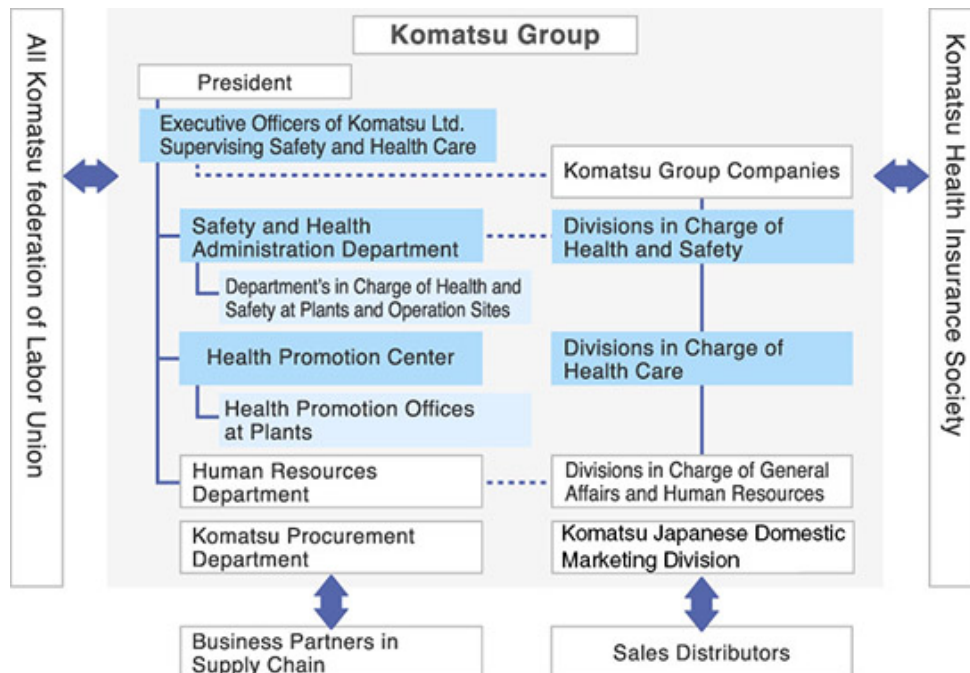 All Komatsu federation of Labor Union
Komatsu Group
President
Executive Officers of Komatsu Ltd.
Supervising Safety and Health Care
Komatsu Group Companies
Safety and Health
Administration Department
Divisions in Charge of
Health and Safety
Department's in Charge of Health and
Safety at Plants and Operation Sites
Health Promotion Center
Divisions in Charge of
Health Care
Health Promotion Offices
at Plants
Human Resources
Department
Divisions in Charge of General
Affairs and Human Resources
Komatsu Procurement
Department
Komatsu Japanese Domestic
Marketing Division
Business Partners in
Supply Chain
Sales Distributors
Komatsu Health Insurance Society